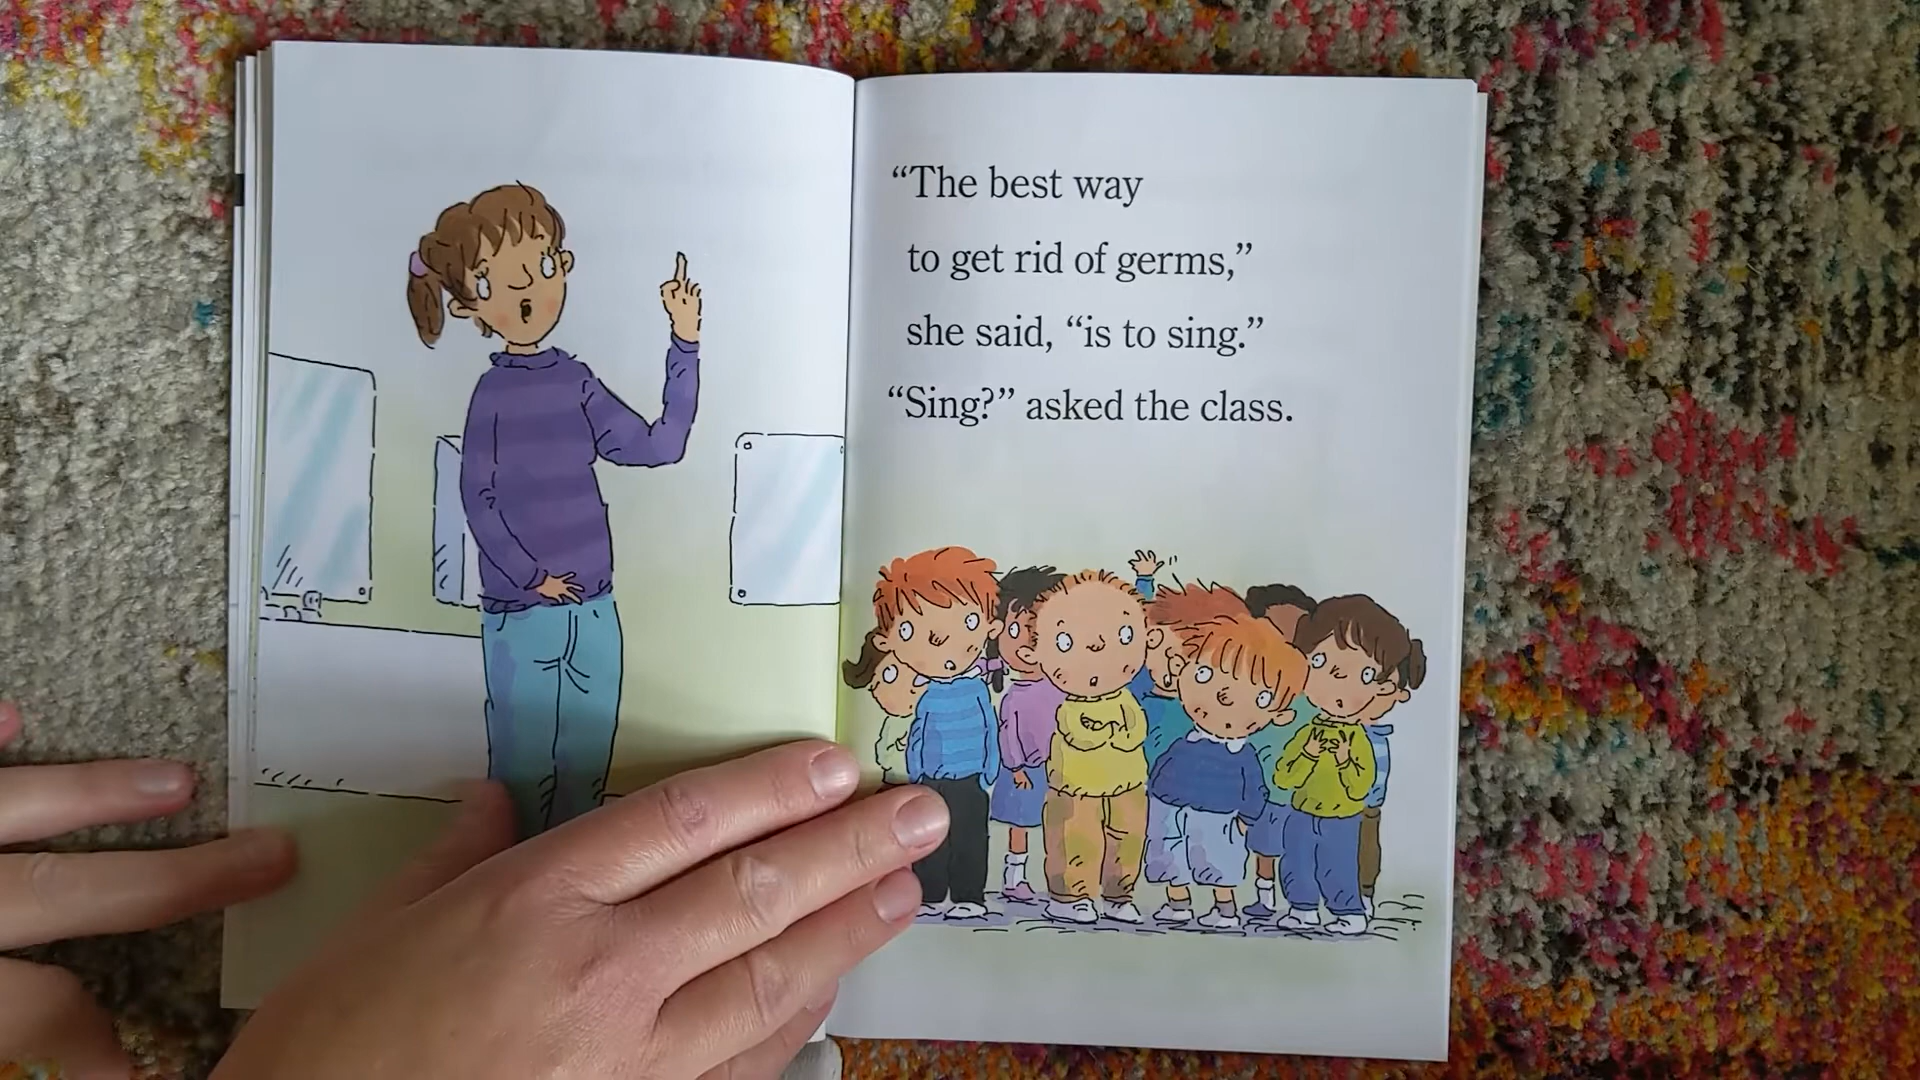 “The best way
to get rid of germs,”
she said, “is to sing.”
“Sing?” asked the class.